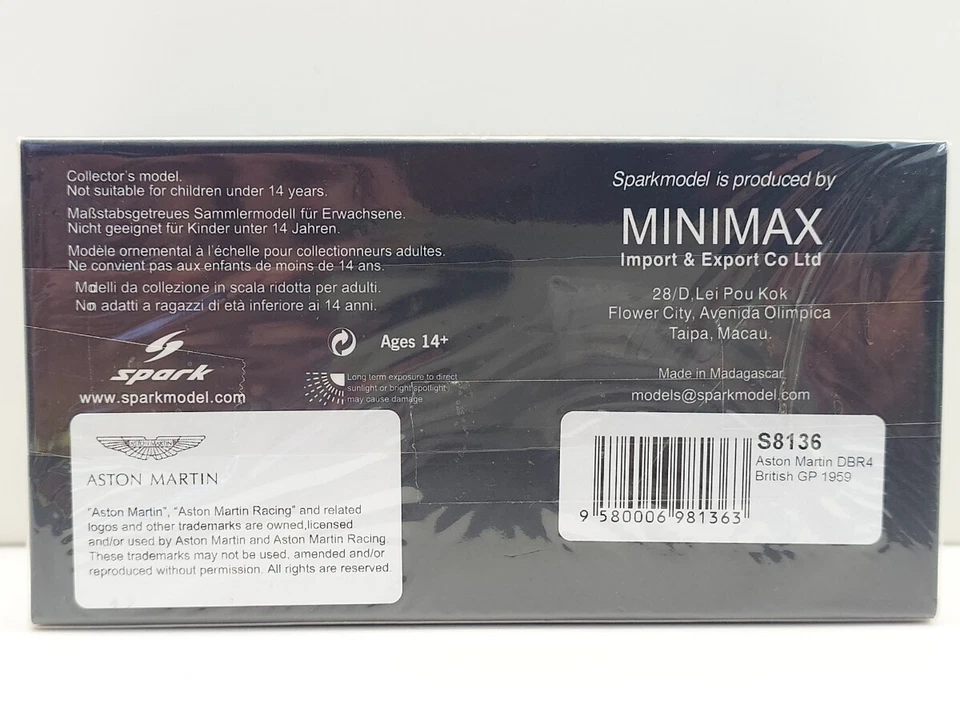 Collector's model.
Not suitable for children under 14 years.
Maßstabsgetreues Sammlermodell für Erwachsene.
Nicht geeignet für Kinder unter 14 Jahren.
Modèle ornemental à l'échelle pour collectionneurs adultes.
Ne convient pas aux enfants de moins de 14 ans.
Modelli da collezione in scala ridotta per adulti.
Non adatti a ragazzi di età inferiore ai 14 anni.
spark
www.sparkmodel.com
Ages 14+
Long term exposure to direct
sunlight or bright spotlight
may cause damage
Sparkmodel is produced by
MINIMAX
Import & Export Co Ltd
28/D, Lei Pou Kok
Flower City, Avenida Olimpica
Taipa, Macau.
Made in Madagascar
models@sparkmodel.com
ASTON MARTIN
ASTON MARTIN
"Aston Martin", "Aston Martin Racing" and related
logos and other trademarks are owned,licensed
and/or used by Aston Martin and Aston Martin Racing.
These trademarks may not be used, amended and/or
reproduced without permission. All rights are reserved.
S8136
Aston Martin DBR4
British GP 1959
9 580006 981363